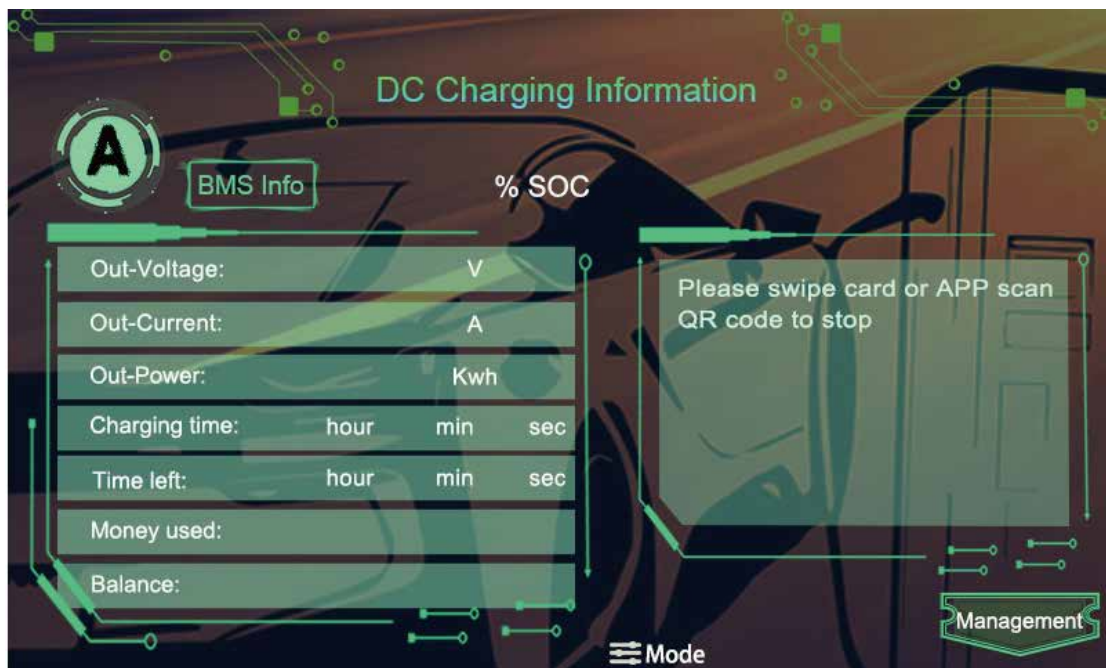 DC Charging Information
A
BMS Info
% SOC
Out-Voltage: V
Out-Current: A
Out-Power: Kwh
Charging time: hour min sec
Time left: hour min sec
Money used:
Balance:
Please swipe card or APP scan
QR code to stop
Management
Mode